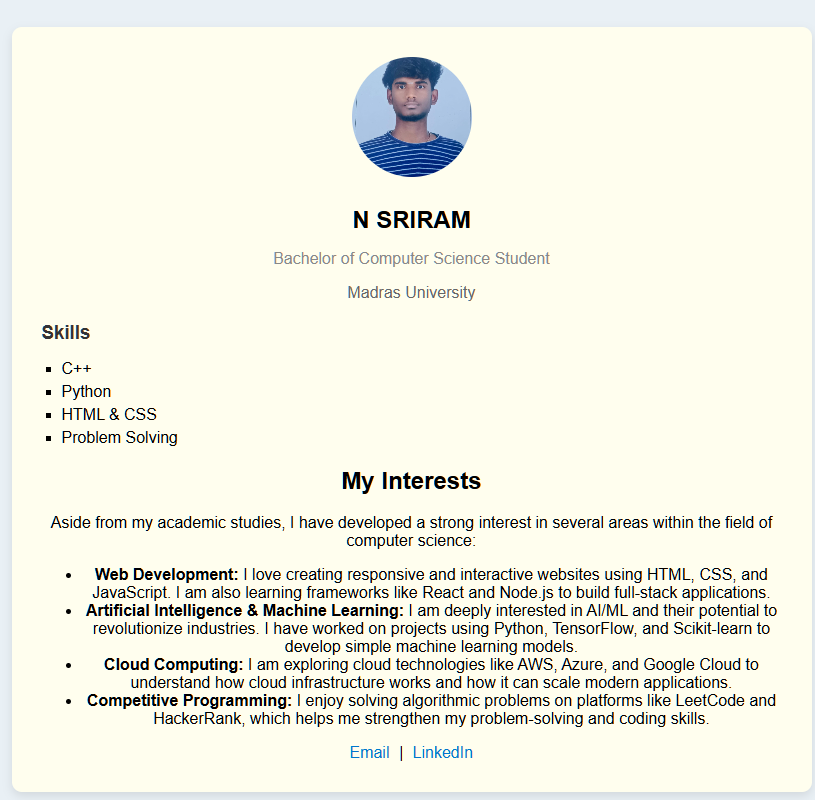 N SRIRAM
Bachelor of Computer Science Student
Madras University
Skills
C++
Python
HTML & CSS
Problem Solving
My Interests
Aside from my academic studies, I have developed a strong interest in several areas within the field of
computer science:
Web Development: I love creating responsive and interactive websites using HTML, CSS, and
JavaScript. I am also learning frameworks like React and Node.js to build full-stack applications.
Artificial Intelligence & Machine Learning: I am deeply interested in AI/ML and their potential to
revolutionize industries. I have worked on projects using Python, TensorFlow, and Scikit-learn to
develop simple machine learning models.
Cloud Computing: I am exploring cloud technologies like AWS, Azure, and Google Cloud to
understand how cloud infrastructure works and how it can scale modern applications.
Competitive Programming: I enjoy solving algorithmic problems on platforms like LeetCode and
HackerRank, which helps me strengthen my problem-solving and coding skills.
Email | LinkedIn